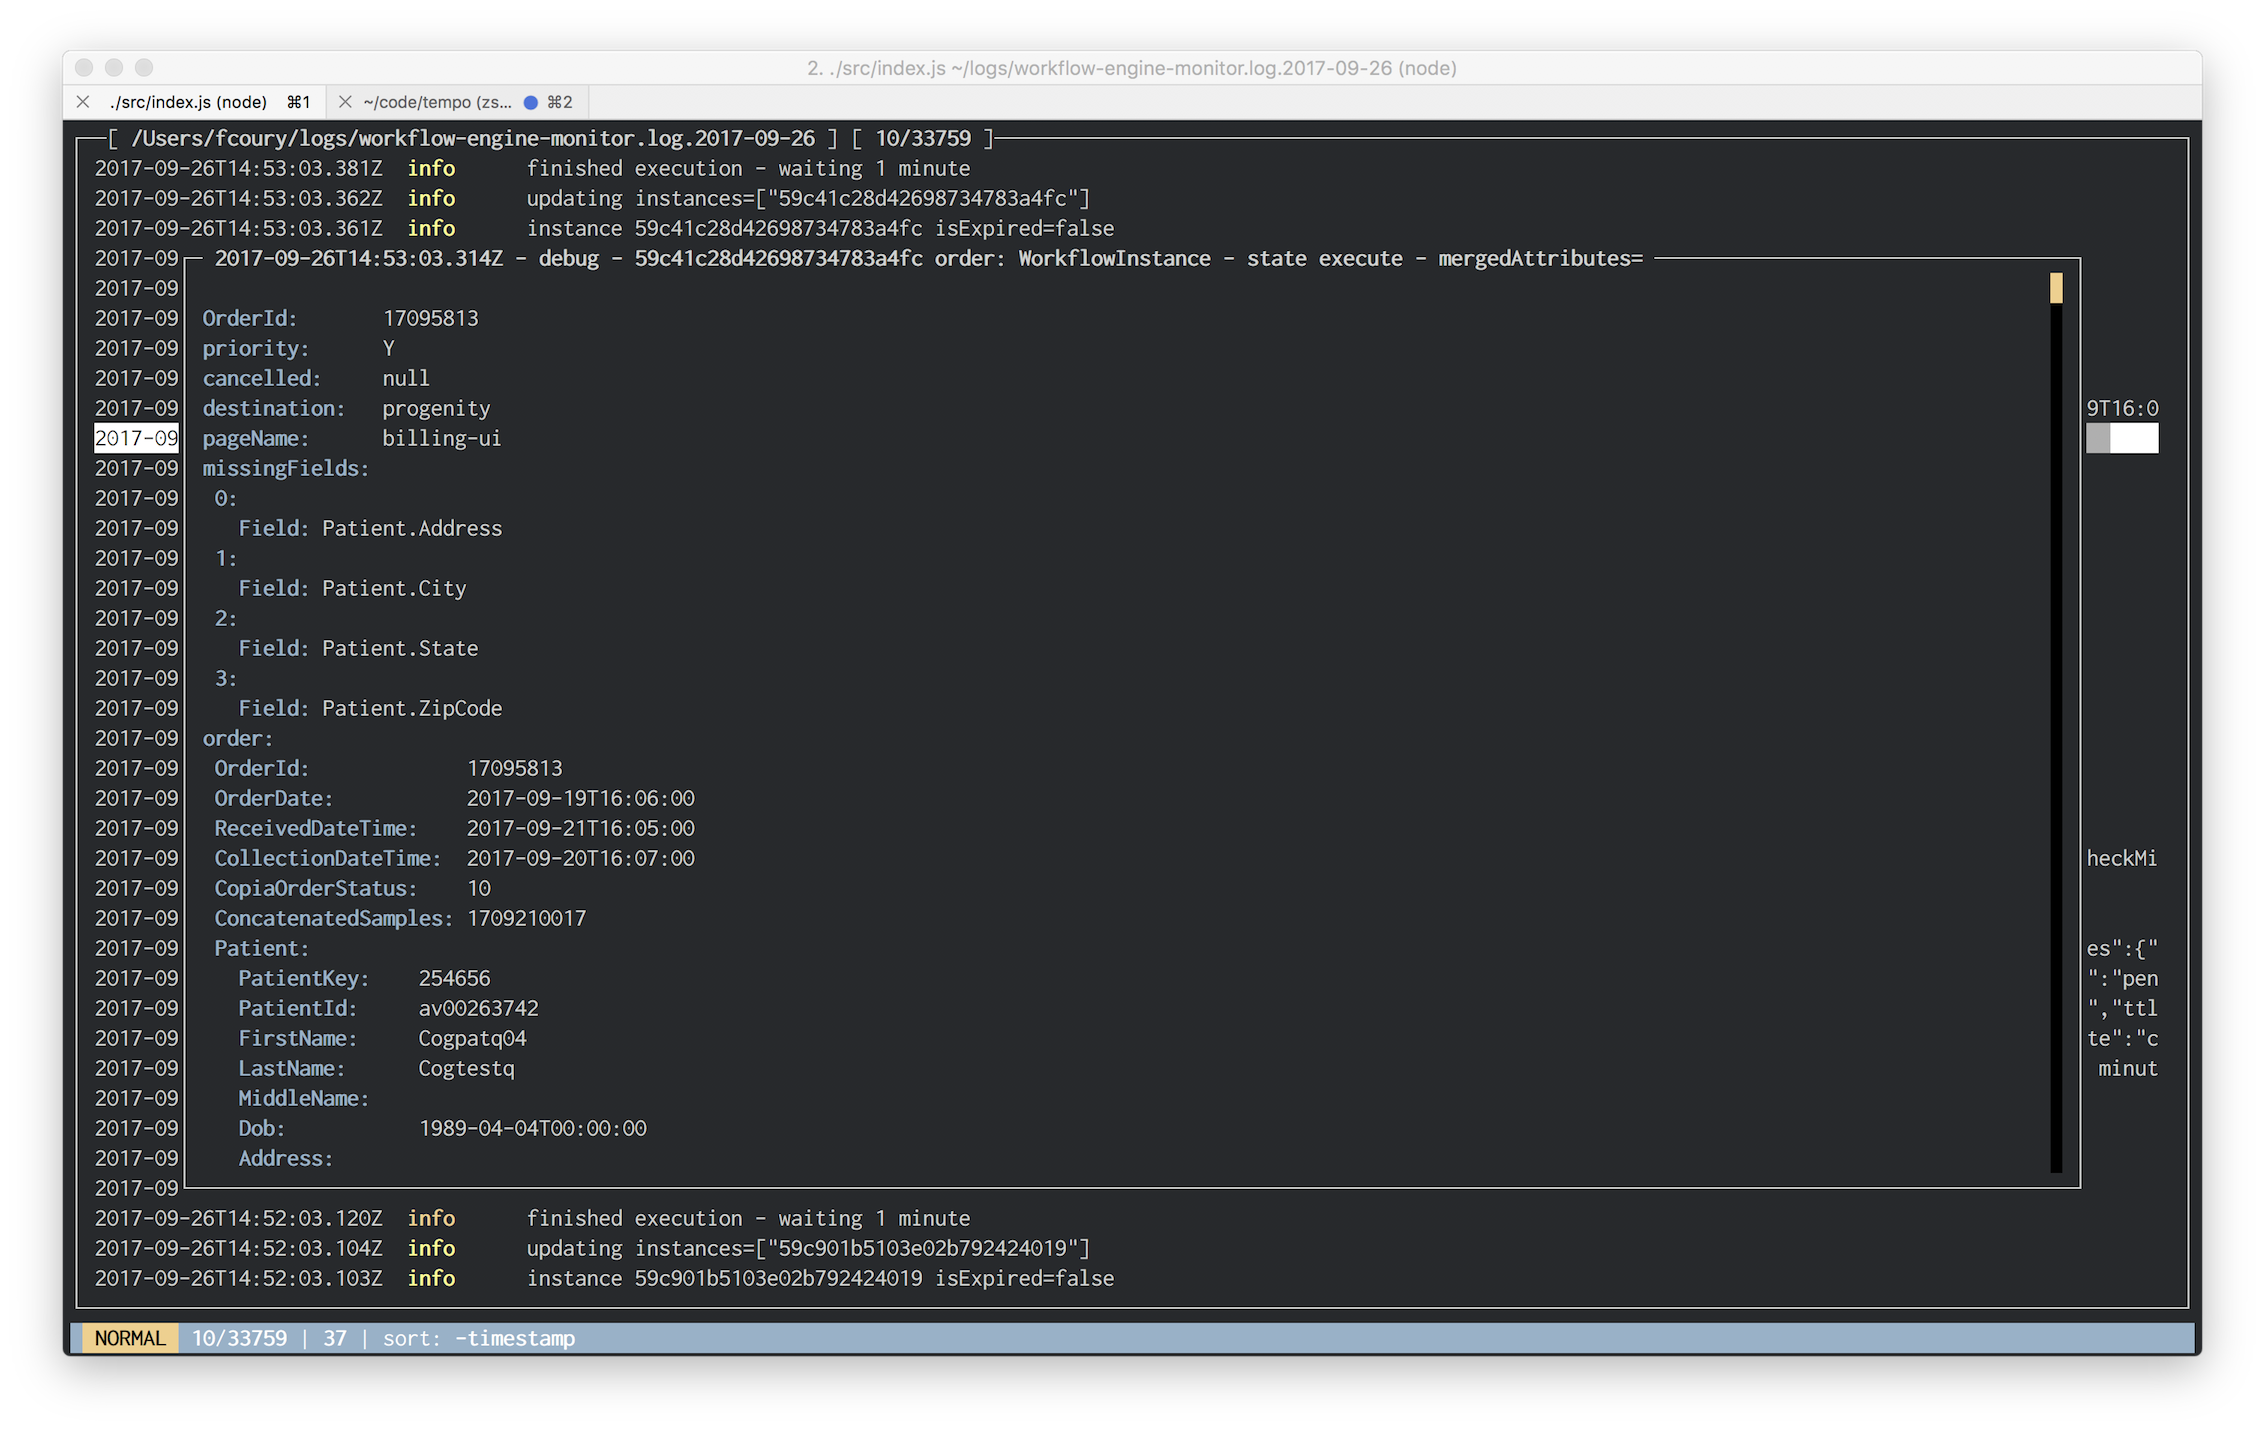 2. ./src/index.js ~/logs/workflow-engine-monitor.log.2017-09-26 (node)
./src/index.js (node) ⌘1 ~/code/tempo (zs... ⌘2
[ /Users/fcoury/logs/workflow-engine-monitor.log.2017-09-26 ] [ 10/33759 ]
2017-09-26T14:53:03.381Z info finished execution - waiting 1 minute
2017-09-26T14:53:03.362Z info updating instances=["59c41c28d42698734783a4fc"]
2017-09-26T14:53:03.361Z info instance 59c41c28d42698734783a4fc isExpired=false
2017-09 2017-09-26T14:53:03.314Z - debug - 59c41c28d42698734783a4fc order: WorkflowInstance - state execute - mergedAttributes=
2017-09
2017-09 OrderId: 17095813
2017-09 priority: Y
2017-09 cancelled: null
2017-09 destination: progenity 9T16:0
2017-09 pageName: billing-ui
2017-09 missingFields:
2017-09 0:
2017-09 Field: Patient.Address
2017-09 1:
2017-09 Field: Patient.City
2017-09 2:
2017-09 Field: Patient.State
2017-09 3:
2017-09 Field: Patient.ZipCode
2017-09 order:
2017-09 OrderId: 17095813
2017-09 OrderDate: 2017-09-19T16:06:00
2017-09 ReceivedDateTime: 2017-09-21T16:05:00
2017-09 CollectionDateTime: 2017-09-20T16:07:00 heckMi
2017-09 CopiaOrderStatus: 10
2017-09 ConcatenatedSamples: 1709210017
2017-09 Patient: es":{"
2017-09 PatientKey: 254656 ":"pen
2017-09 PatientId: av00263742 ","ttl
2017-09 FirstName: Cogpatq04 te":"c
2017-09 LastName: Cogtestq minut
2017-09 MiddleName:
2017-09 Dob: 1989-04-04T00:00:00
2017-09 Address:
2017-09
2017-09-26T14:52:03.120Z info finished execution - waiting 1 minute
2017-09-26T14:52:03.104Z info updating instances=["59c901b5103e02b792424019"]
2017-09-26T14:52:03.103Z info instance 59c901b5103e02b792424019 isExpired=false
NORMAL 10/33759 | 37 | sort: -timestamp